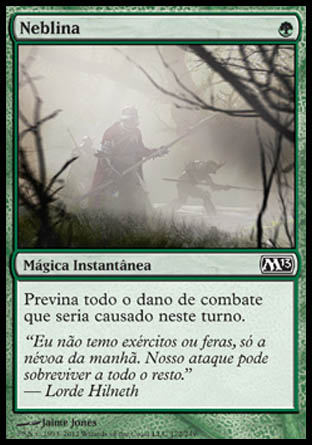 Neblina
Mágica Instantânea
M13
Previna todo o dano de combate
que seria causado neste turno.
"Eu não temo exércitos ou feras, só a
névoa da manhã. Nosso ataque pode
sobreviver a todo o resto."
— Lorde Hilneth
Jaime Jones